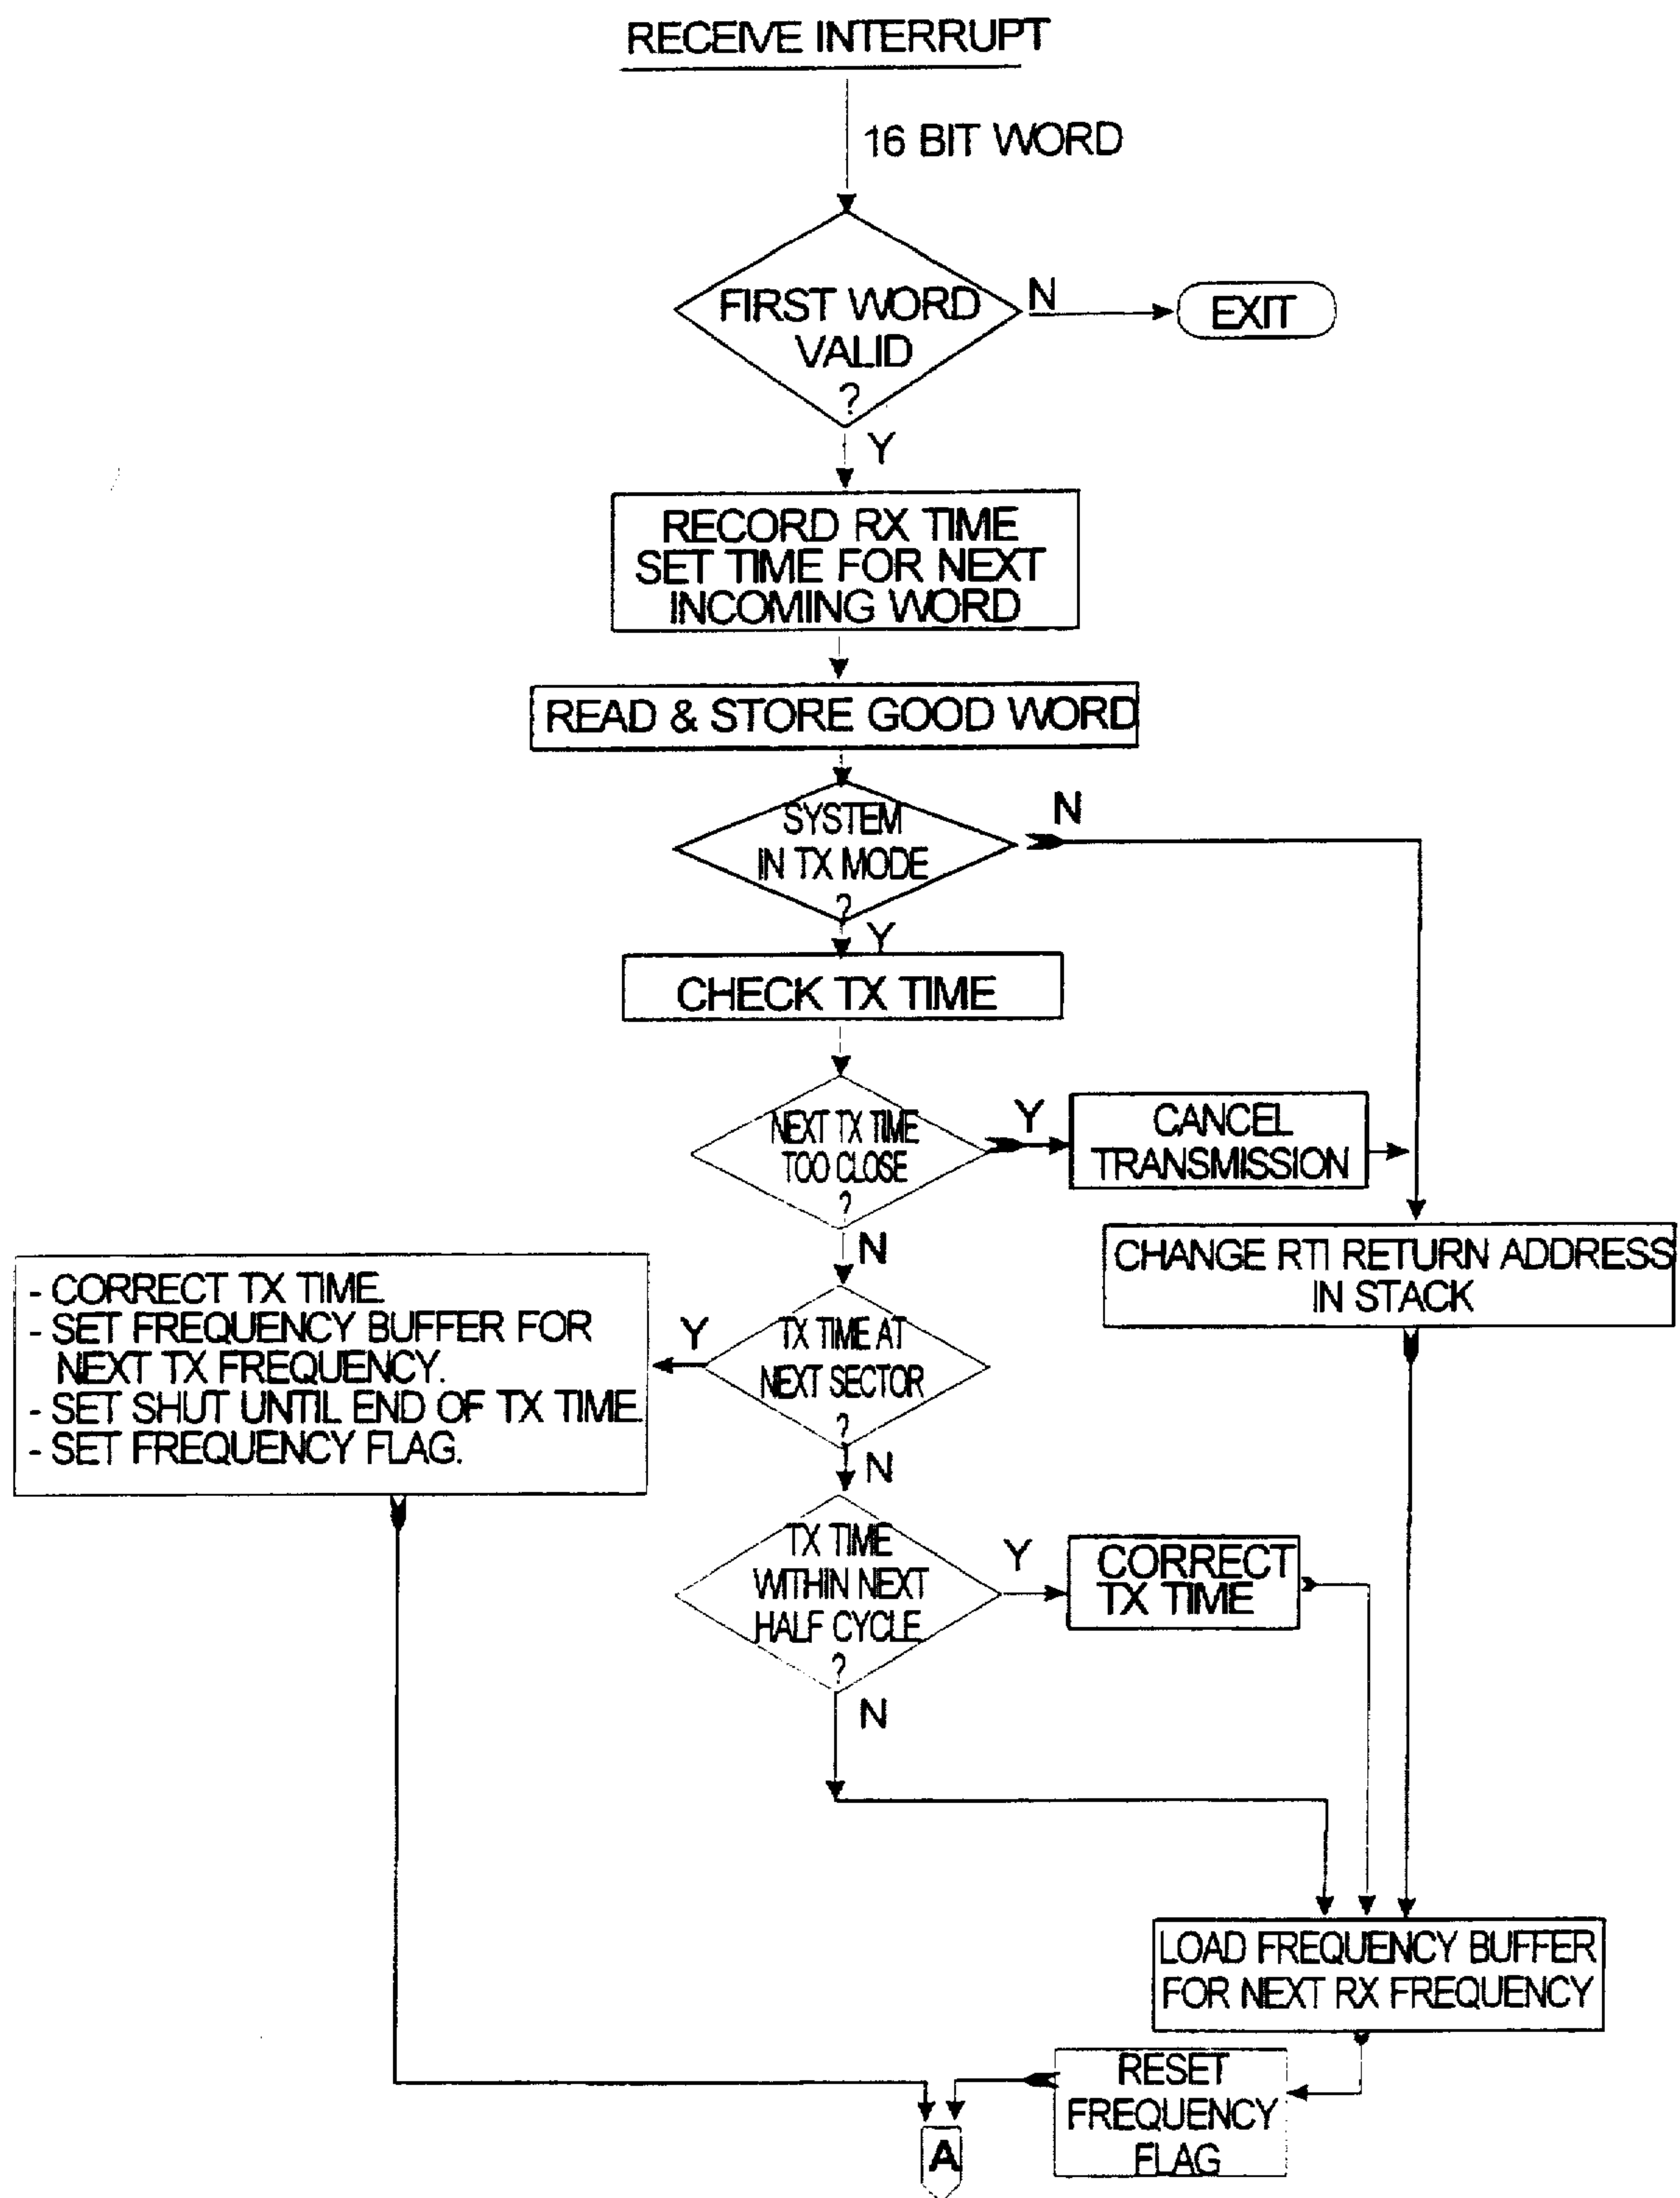 RECEIVE INTERRUPT
16 BIT WORD
FIRST WORD
VALID
?
N
EXIT
Y
RECORD RX TIME
SET TIME FOR NEXT
INCOMING WORD
READ & STORE GOOD WORD
SYSTEM
IN TX MODE
?
N
Y
CHECK TX TIME
NEXT TX TIME
TOO CLOSE
?
Y
CANCEL
TRANSMISSION
N
CHANGE RTI RETURN ADDRESS
IN STACK
TX TIME AT
NEXT SECTOR
?
Y
- CORRECT TX TIME.
- SET FREQUENCY BUFFER FOR
NEXT TX FREQUENCY.
- SET SHUT UNTIL END OF TX TIME.
- SET FREQUENCY FLAG.
N
TX TIME
WITHIN NEXT
HALF CYCLE
?
Y
CORRECT
TX TIME
N
LOAD FREQUENCY BUFFER
FOR NEXT RX FREQUENCY
RESET
FREQUENCY
FLAG
A